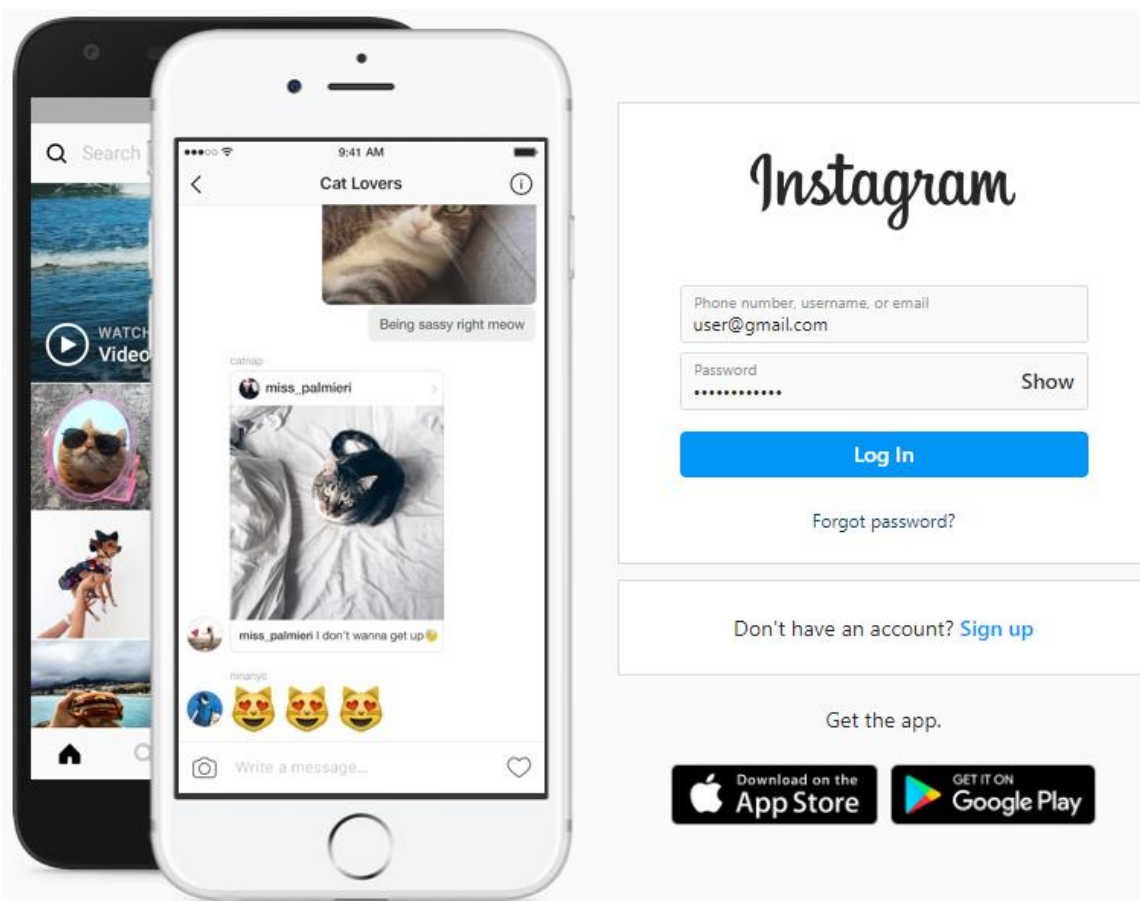 Search
WATCH
Video
9:41 AM
Cat Lovers
Being sassy right meow
catnap
miss_palmieri
miss_palmieri I don't wanna get up
ninanyc
Write a message...
Instagram
Phone number, username, or email
user@gmail.com
Password
••••••••••••
Show
Log In
Forgot password?
Don't have an account? Sign up
Get the app.
Download on the
App Store
GET IT ON
Google Play